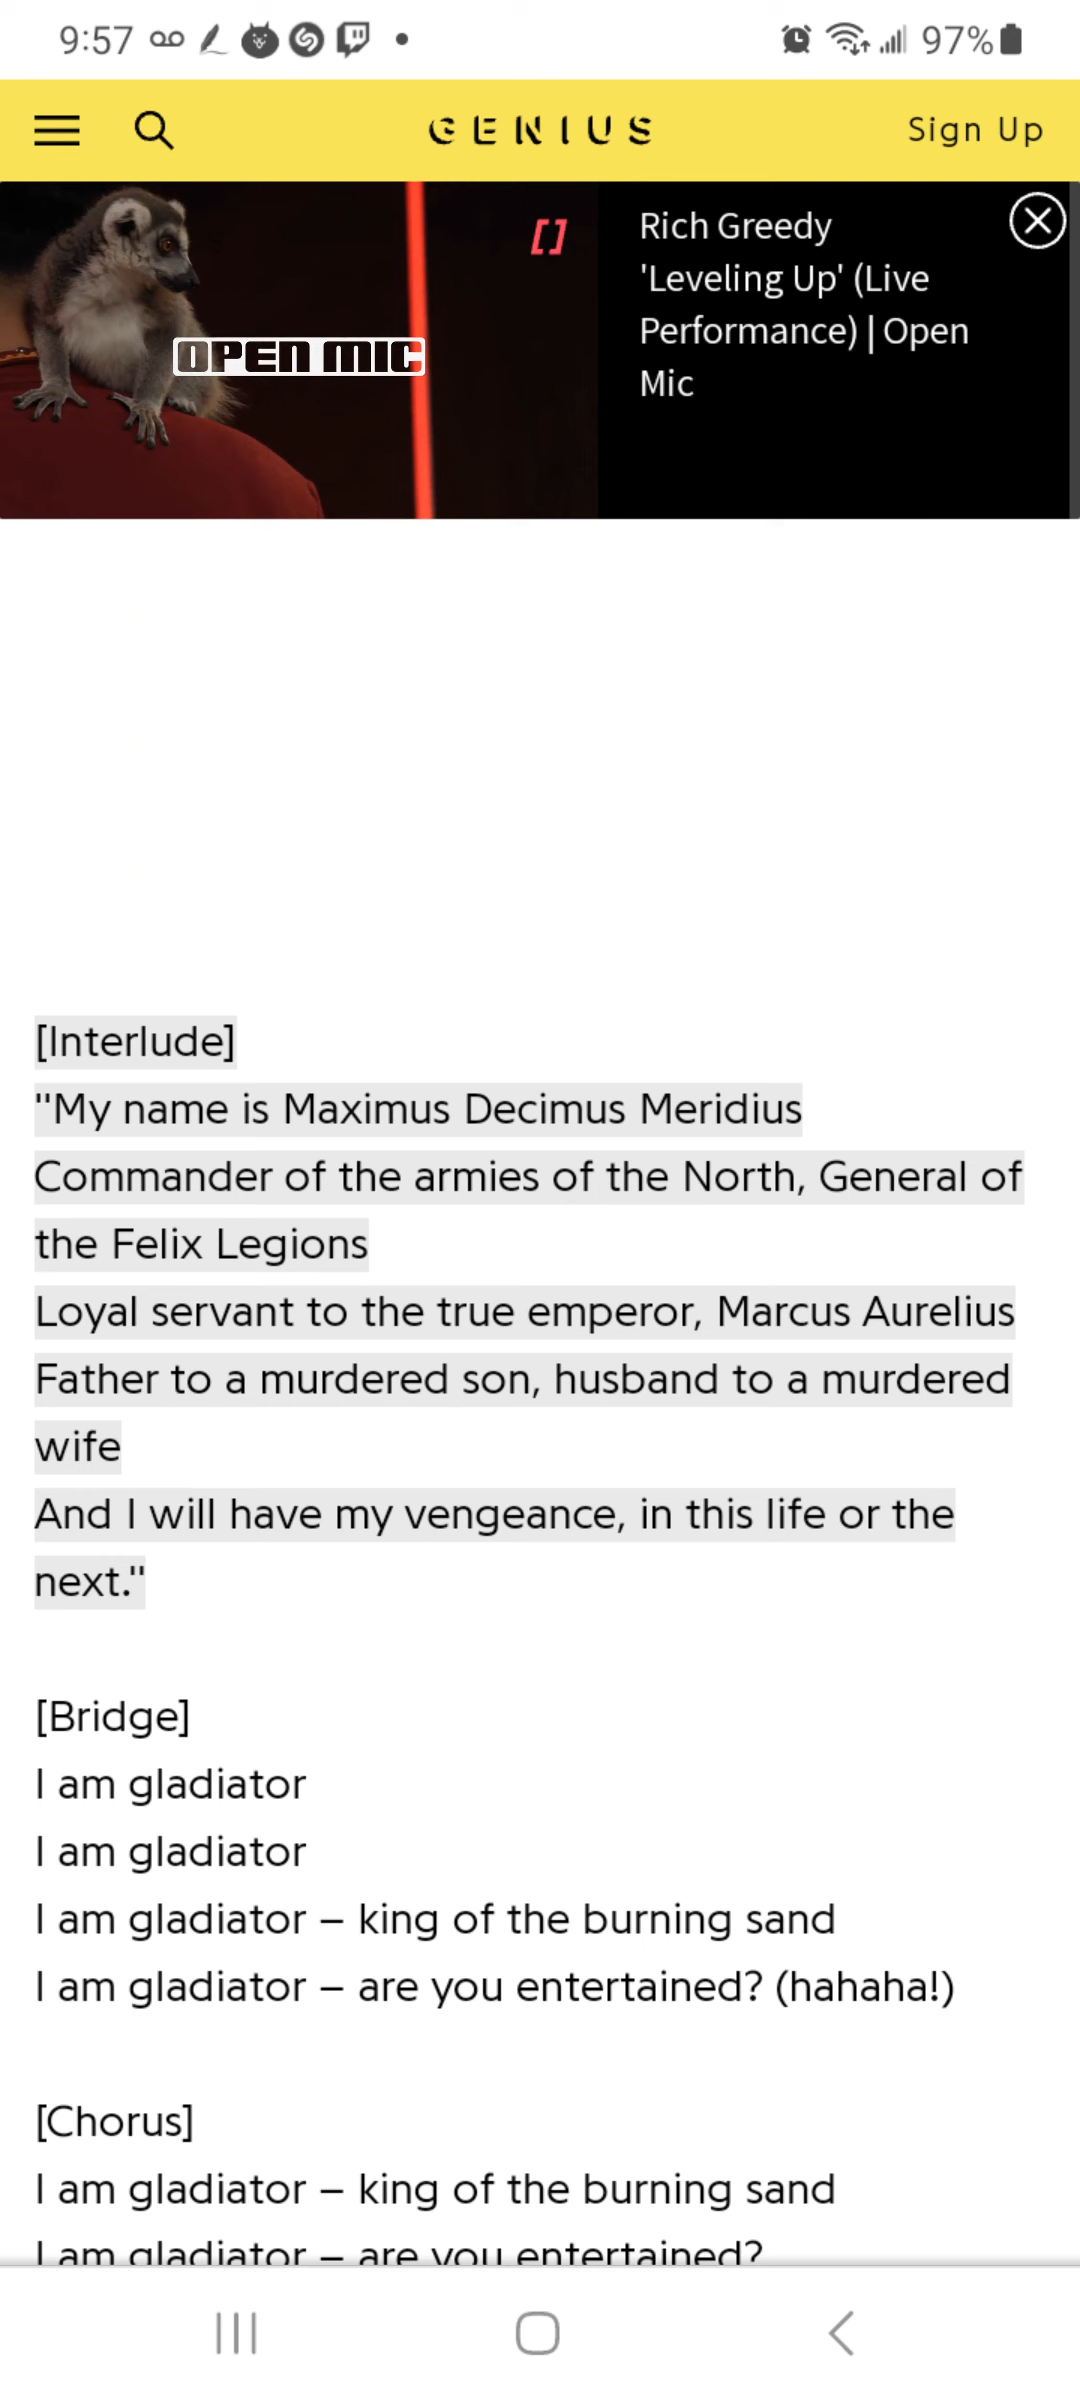 9:57
97%
GENIUS
Sign Up
OPEN MIC
Rich Greedy
'Leveling Up' (Live
Performance) | Open
Mic
[Interlude]
"My name is Maximus Decimus Meridius
Commander of the armies of the North, General of
the Felix Legions
Loyal servant to the true emperor, Marcus Aurelius
Father to a murdered son, husband to a murdered
wife
And I will have my vengeance, in this life or the
next."
[Bridge]
I am gladiator
I am gladiator
I am gladiator – king of the burning sand
I am gladiator – are you entertained? (hahaha!)
[Chorus]
I am gladiator – king of the burning sand
I am gladiator – are you entertained?